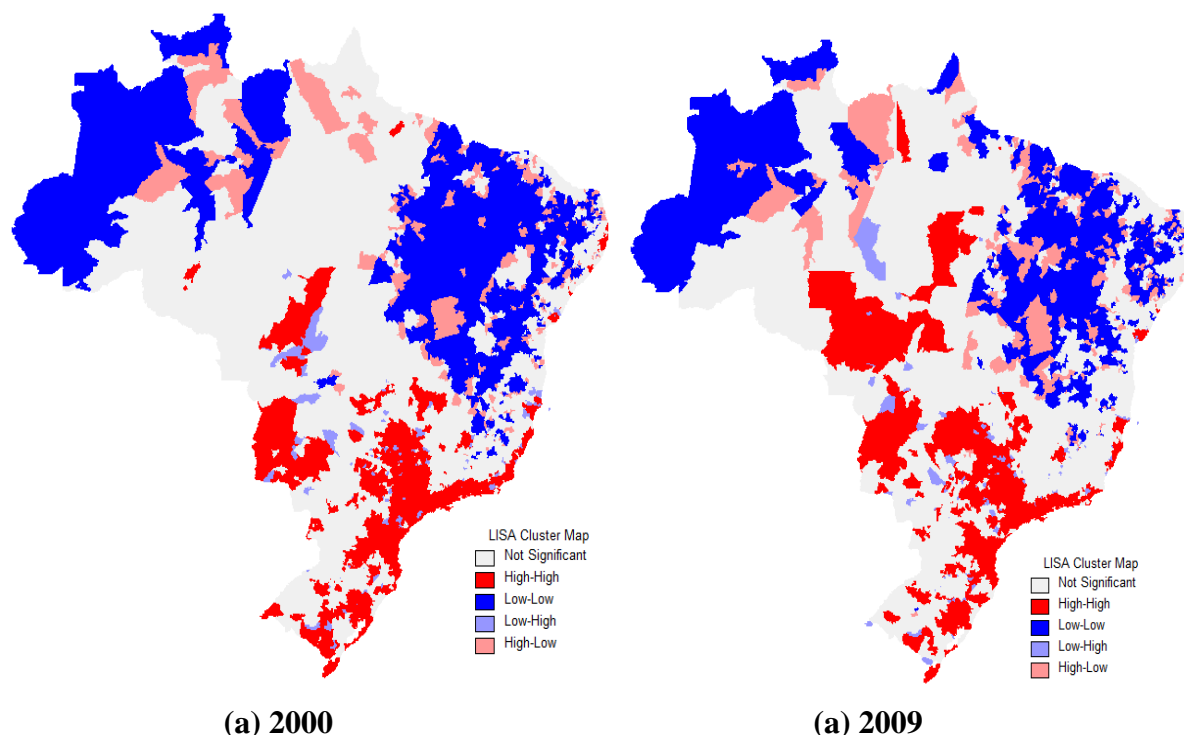 LISA Cluster Map
Not Significant
High-High
Low-Low
Low-High
High-Low
LISA Cluster Map
Not Significant
High-High
Low-Low
Low-High
High-Low
(a) 2000
(a) 2009